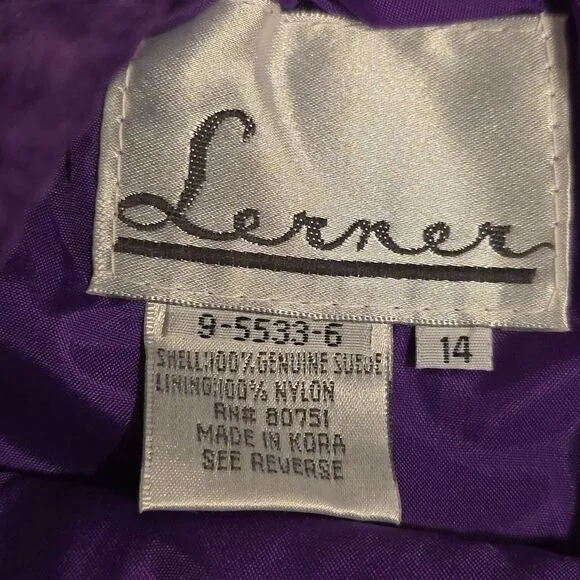 Lerner
9-5533-6
14
SHELL:100% GENUINE SUEDE
LINING:100% NYLON
RN# 80751
MADE IN KORA
SEE REVERSE